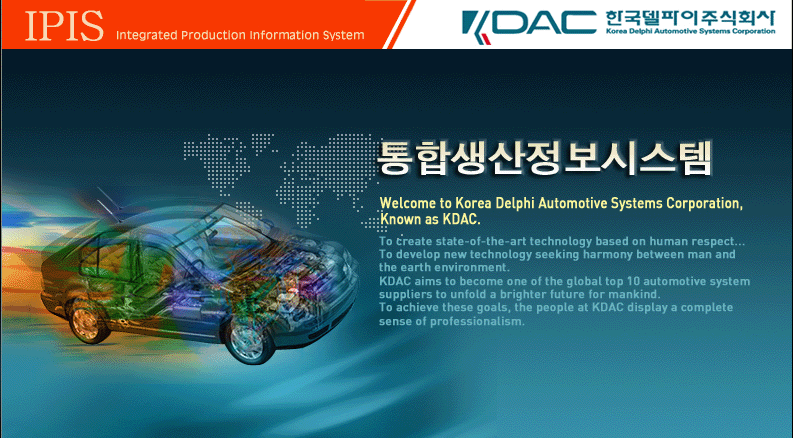 IPIS Integrated Production Information System
KDAC 한국델파이주식회사
Korea Delphi Automotive Systems Corporation
통합생산정보시스템
Welcome to Korea Delphi Automotive Systems Corporation,
Known as KDAC.
To create state-of-the-art technology based on human respect...
To develop new technology seeking harmony between man and
the earth environment.
KDAC aims to become one of the global top 10 automotive system
suppliers to unfold a brighter future for mankind.
To achieve these goals, the people at KDAC display a complete
sense of professionalism.